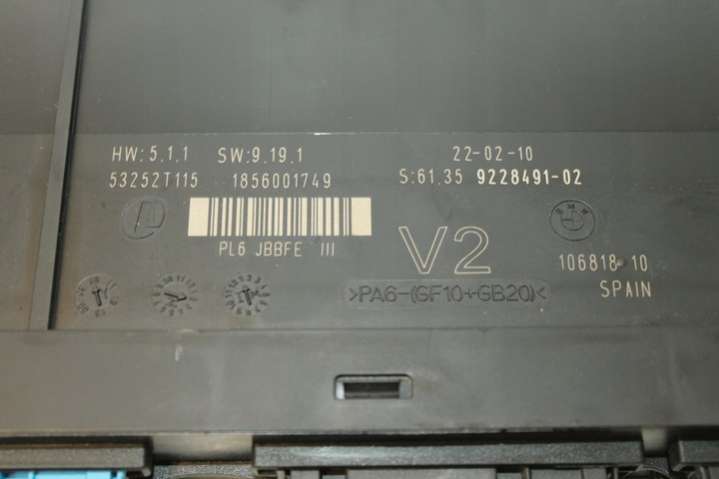 HW:5.1.1 SW:9.19.1 22-02-10
53252T115 1856001749 S:61.35 9228491-02
PL6 JBBFE III
V2
106818-10
>PA6-(GF10+GB20)<
SPAIN